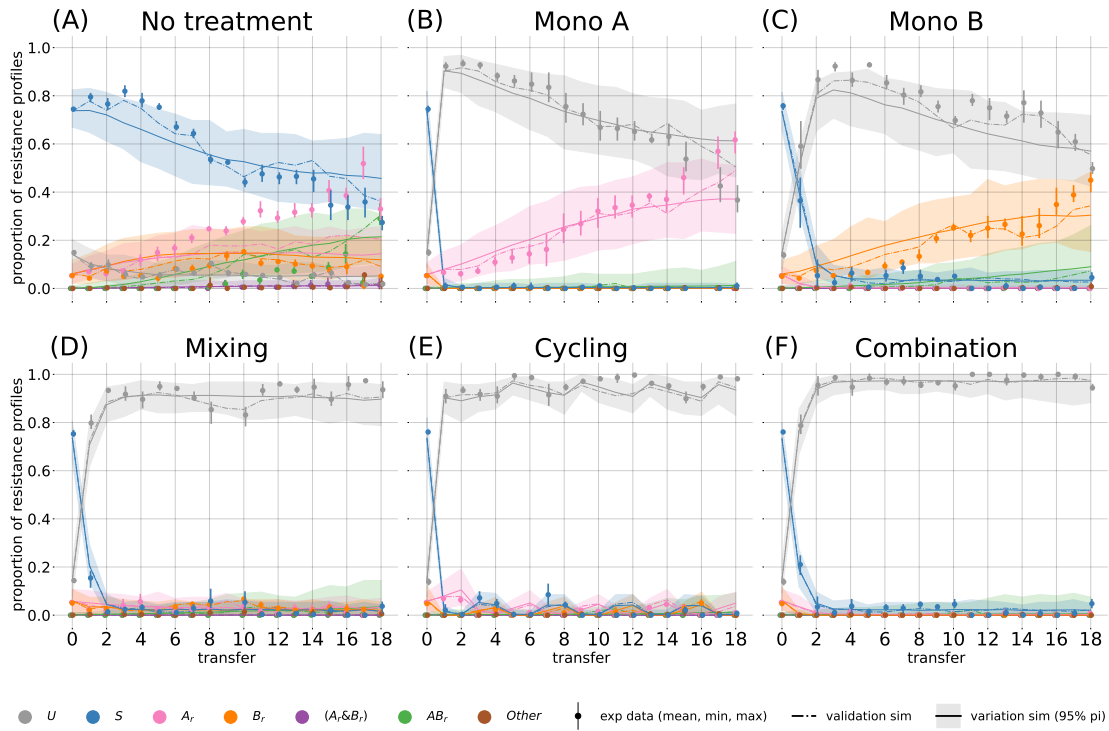 (A) No treatment (B) Mono A (C) Mono B
proportion of resistance profiles
1.0
0.8
0.6
0.4
0.2
0.0
(D) Mixing (E) Cycling (F) Combination
proportion of resistance profiles
1.0
0.8
0.6
0.4
0.2
0.0
0 2 4 6 8 10 12 14 16 18 0 2 4 6 8 10 12 14 16 18 0 2 4 6 8 10 12 14 16 18
transfer transfer transfer
U S Aᵣ Bᵣ (Aᵣ&Bᵣ) ABᵣ Other exp data (mean, min, max) validation sim variation sim (95% pi)